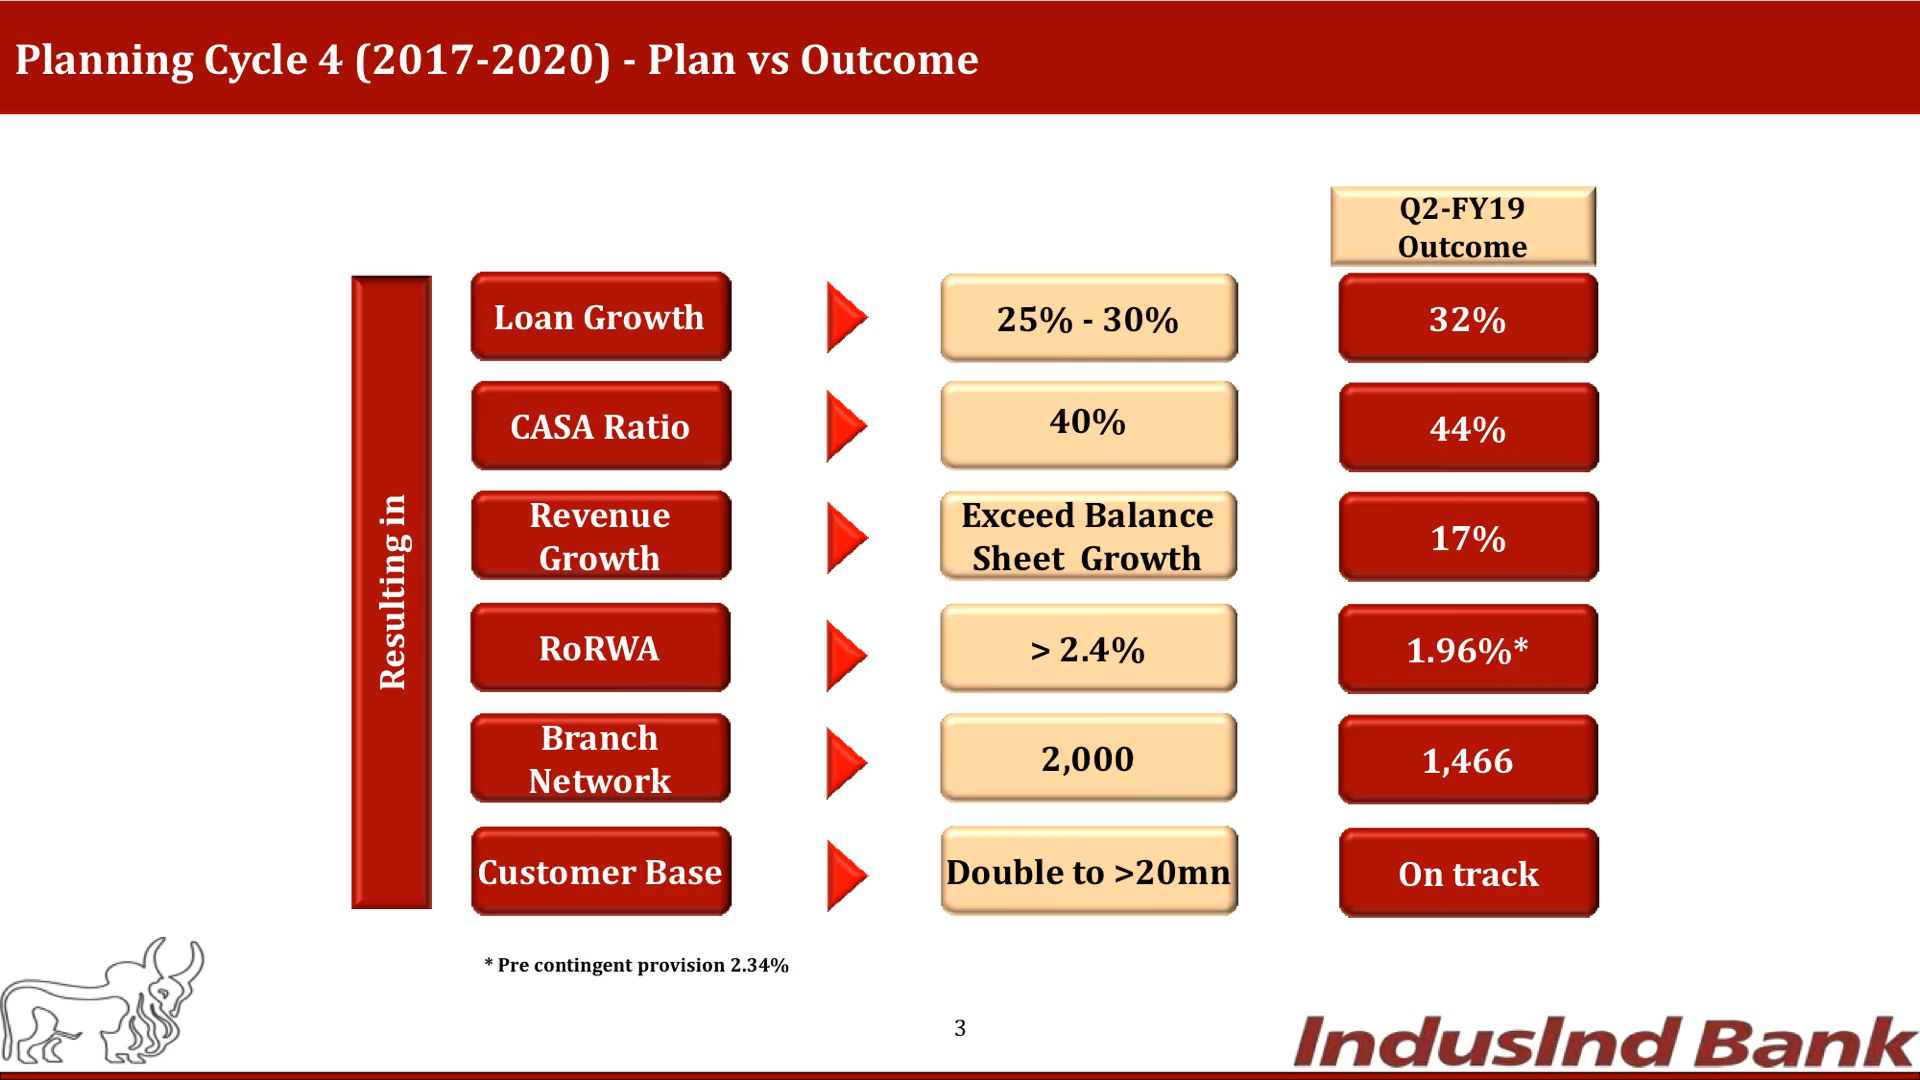 Planning Cycle 4 (2017-2020) - Plan vs Outcome
Q2-FY19
Outcome
Resulting in
Loan Growth
25% - 30%
32%
CASA Ratio
40%
44%
Revenue
Growth
Exceed Balance
Sheet Growth
17%
RoRWA
> 2.4%
1.96%*
Branch
Network
2,000
1,466
Customer Base
Double to >20mn
On track
* Pre contingent provision 2.34%
3
IndusInd Bank